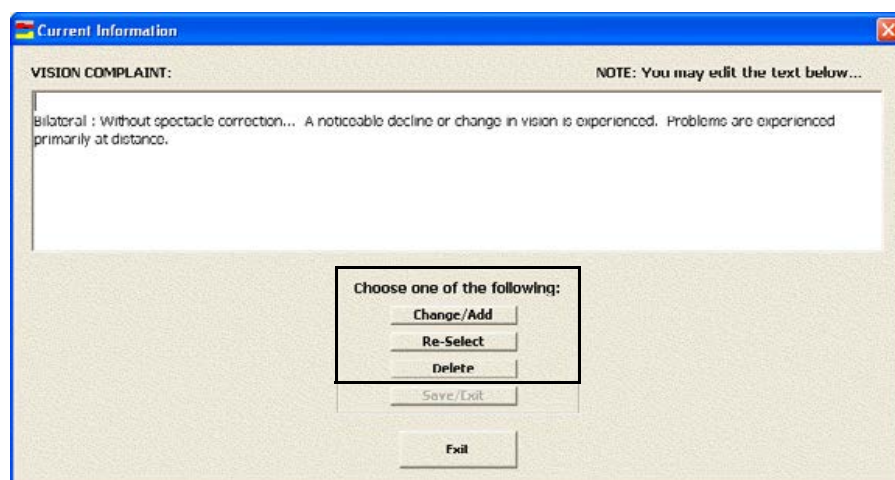 Current Information
VISION COMPLAINT: NOTE: You may edit the text below...
Bilateral : Without spectacle correction... A noticeable decline or change in vision is experienced. Problems are experienced
primarily at distance.
Choose one of the following:
Change/Add
Re-Select
Delete
Save/Exit
Exit